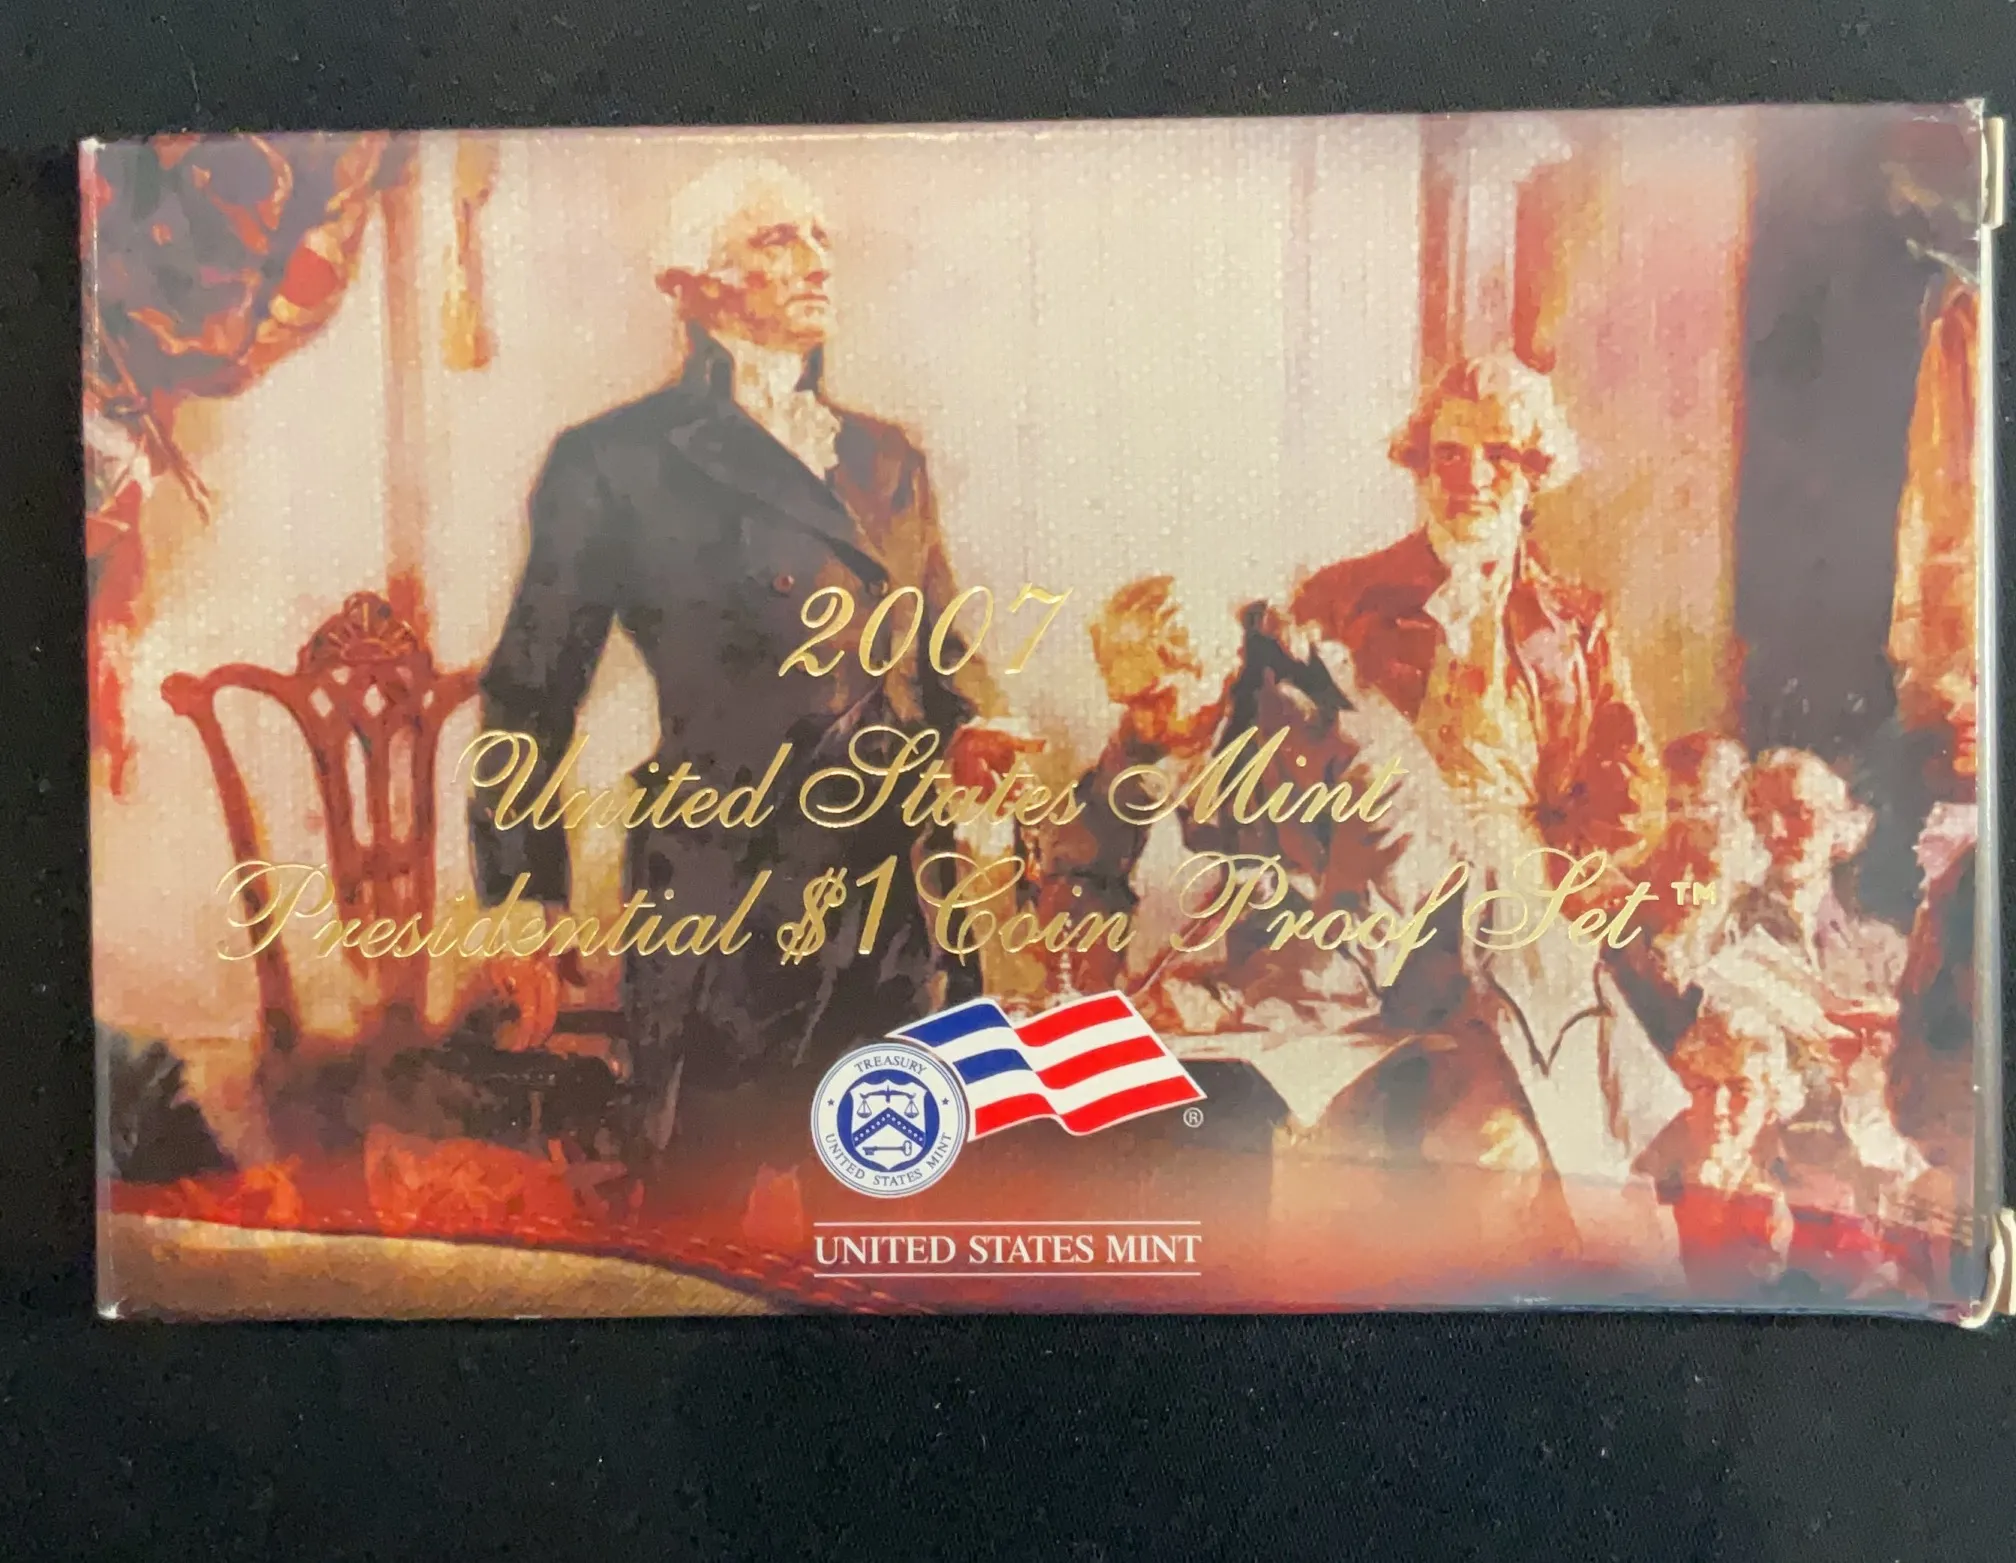 2007
United States Mint
Presidential $1 Coin Proof Set™
TREASURY
UNITED STATES MINT
®
UNITED STATES MINT